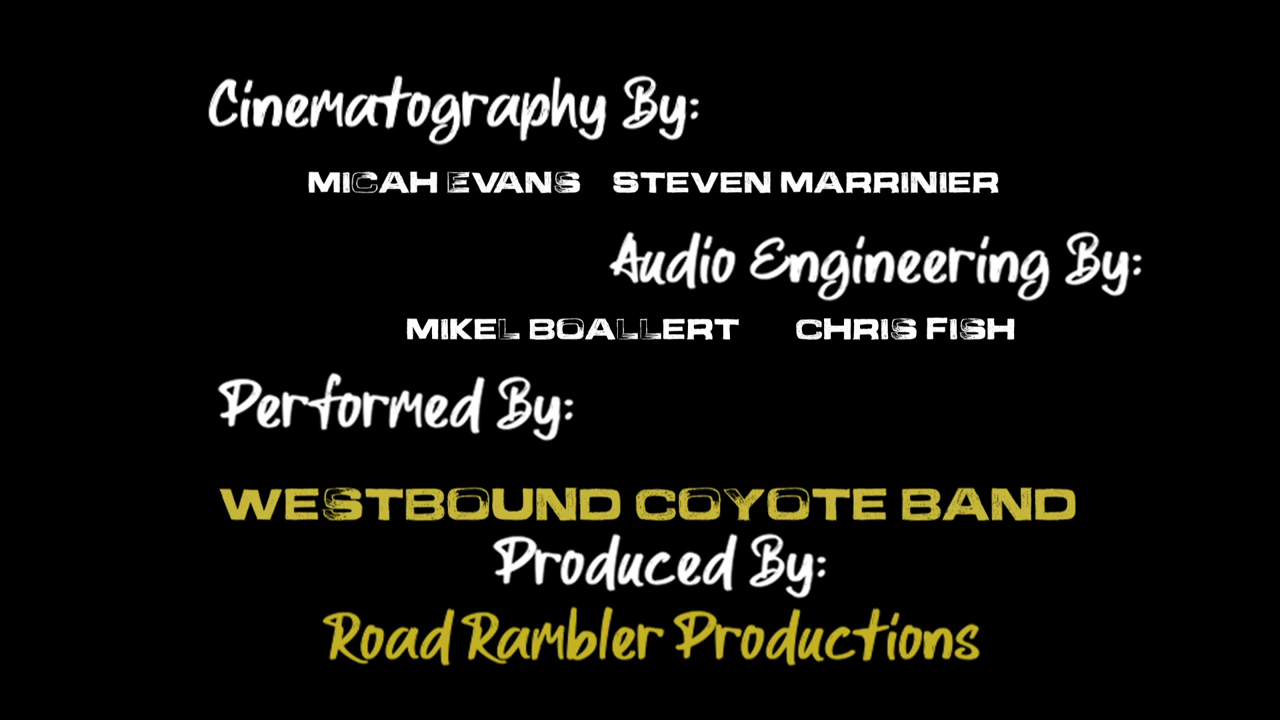 Cinematography By:
MICAH EVANS STEVEN MARRINIER
Audio Engineering By:
MIKEL BOALLERT CHRIS FISH
Performed By:
WESTBOUND COYOTE BAND
Produced By:
Road Rambler Productions